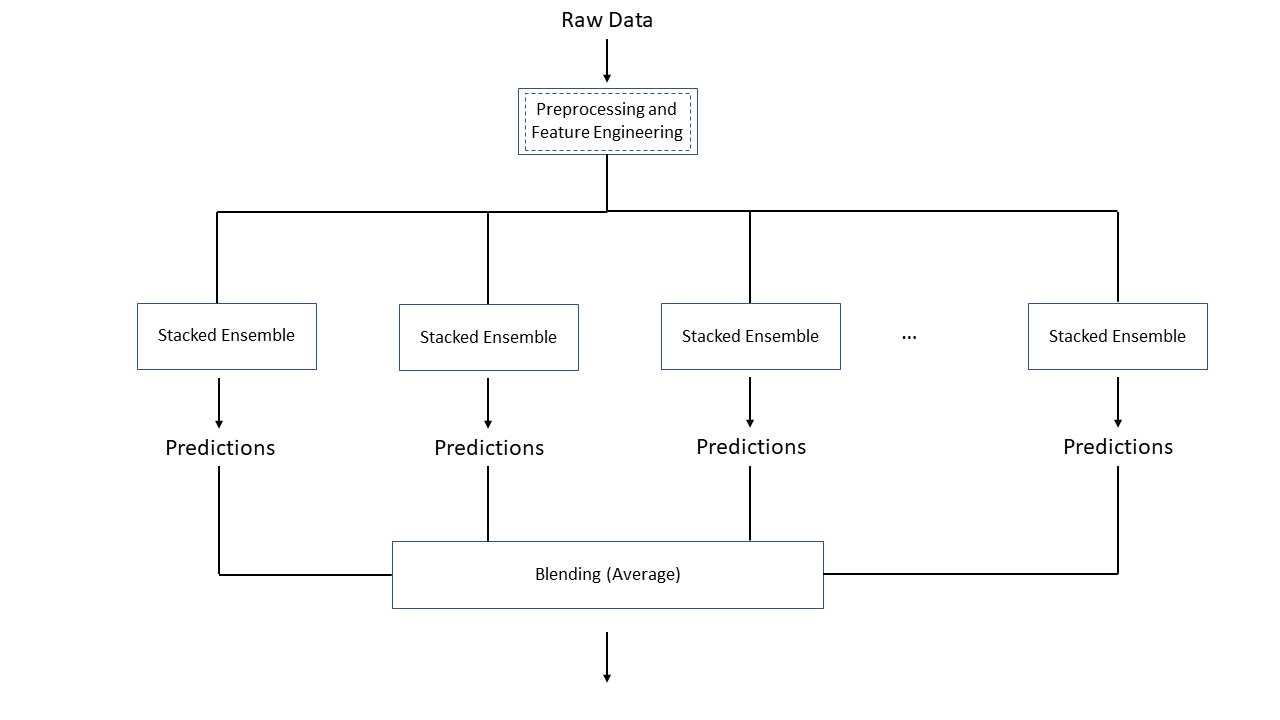 Raw Data
Preprocessing and
Feature Engineering
Stacked Ensemble
Stacked Ensemble
Stacked Ensemble
...
Stacked Ensemble
Predictions
Predictions
Predictions
Predictions
Blending (Average)